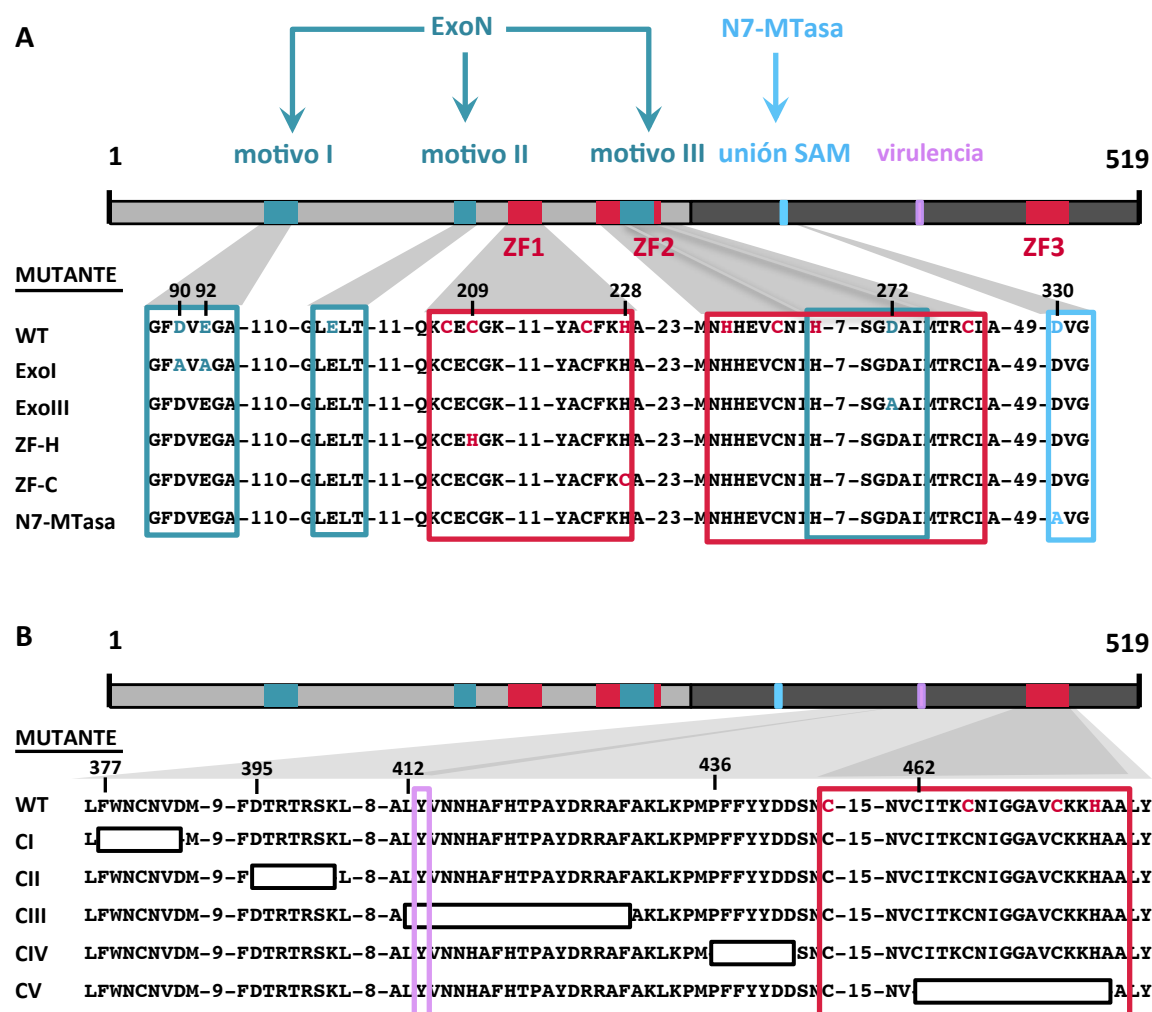 A
ExoN
N7-MTasa
1
motivo I
motivo II
motivo III
unión SAM
virulencia
519
ZF1
ZF2
ZF3
MUTANTE
90 92
209
228
272
330
WT GFDVEGA-110-GLELT-11-QKCECGK-11-YACFKHA-23-MNHHEVCNIH-7-SGDAIMTRCLA-49-DVG
ExoI GFAVAGA-110-GLELT-11-QKCECGK-11-YACFKHA-23-MNHHEVCNIH-7-SGDAIMTRCLA-49-DVG
ExoIII GFDVEGA-110-GLELT-11-QKCECGK-11-YACFKHA-23-MNHHEVCNIH-7-SGAAIMTRCLA-49-DVG
ZF-H GFDVEGA-110-GLELT-11-QKCEHGK-11-YACFKHA-23-MNHHEVCNIH-7-SGDAIMTRCLA-49-DVG
ZF-C GFDVEGA-110-GLELT-11-QKCECGK-11-YACFKCA-23-MNHHEVCNIH-7-SGDAIMTRCLA-49-DVG
N7-MTasa GFDVEGA-110-GLELT-11-QKCECGK-11-YACFKHA-23-MNHHEVCNIH-7-SGDAIMTRCLA-49-AVG
B
1
519
MUTANTE
377
395
412
436
462
WT LFWNCNVDM-9-FDTRTRSKL-8-ALYVNNHAFHTPAYDRRAFAKLKPMPFFYYDDSNC-15-NVCITKCNIGGAVCKKHAALY
CI L M-9-FDTRTRSKL-8-ALYVNNHAFHTPAYDRRAFAKLKPMPFFYYDDSNC-15-NVCITKCNIGGAVCKKHAALY
CII LFWNCNVDM-9-F L-8-ALYVNNHAFHTPAYDRRAFAKLKPMPFFYYDDSNC-15-NVCITKCNIGGAVCKKHAALY
CIII LFWNCNVDM-9-FDTRTRSKL-8-A AKLKPMPFFYYDDSNC-15-NVCITKCNIGGAVCKKHAALY
CIV LFWNCNVDM-9-FDTRTRSKL-8-ALYVNNHAFHTPAYDRRAFAKLKPM SNC-15-NVCITKCNIGGAVCKKHAALY
CV LFWNCNVDM-9-FDTRTRSKL-8-ALYVNNHAFHTPAYDRRAFAKLKPMPFFYYDDSNC-15-NV ALY